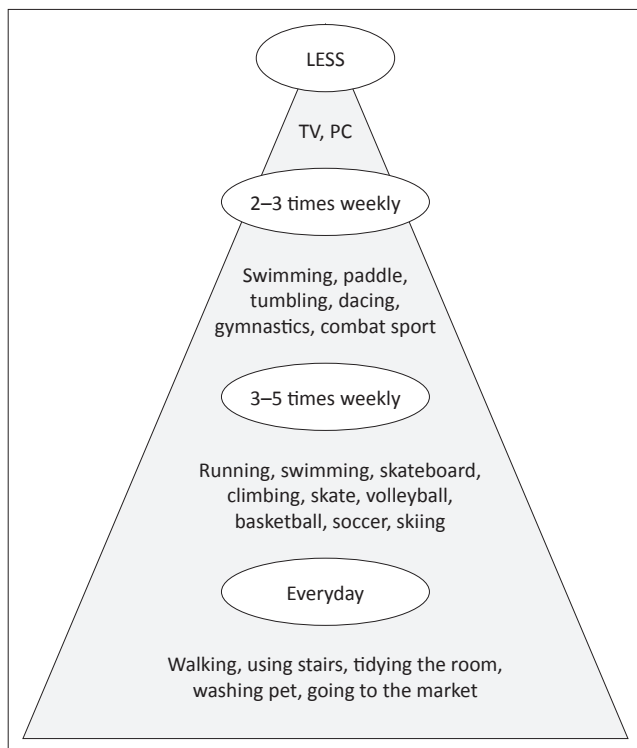 LESS
TV, PC
2–3 times weekly
Swimming, paddle,
tumbling, dacing,
gymnastics, combat sport
3–5 times weekly
Running, swimming, skateboard,
climbing, skate, volleyball,
basketball, soccer, skiing
Everyday
Walking, using stairs, tidying the room,
washing pet, going to the market